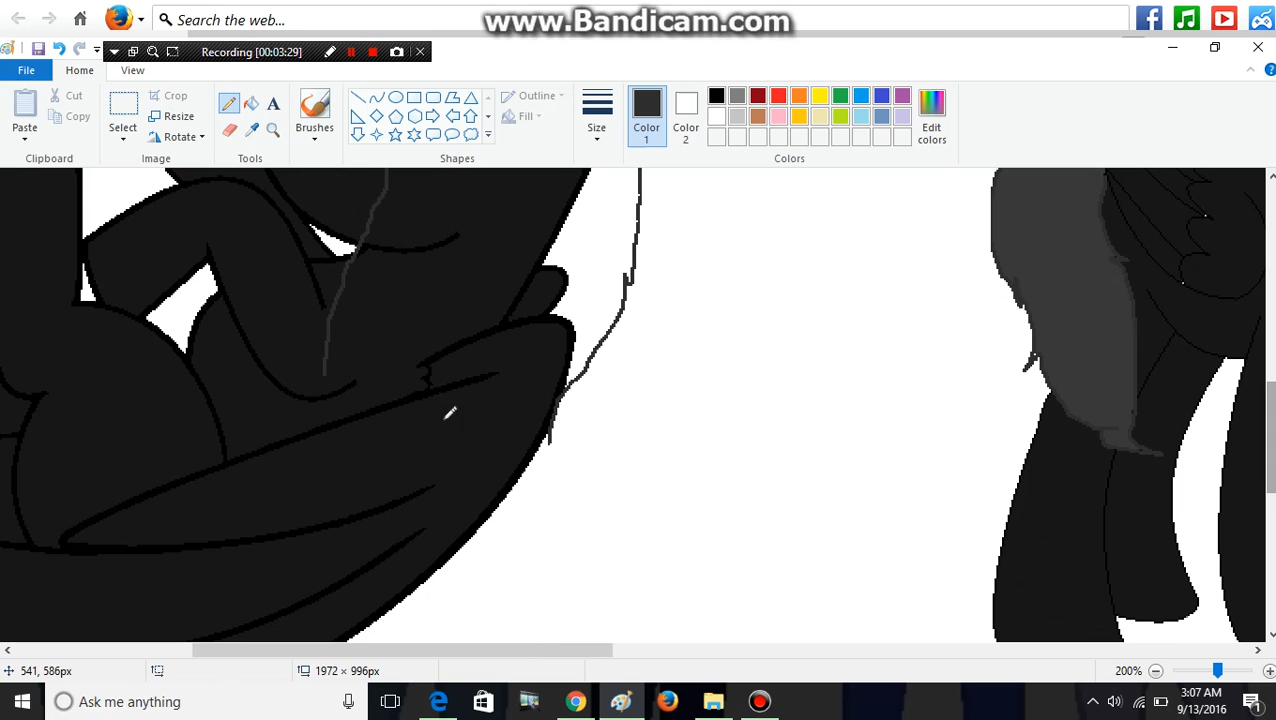 Search the web...
www.Bandicam.com
Recording [00:03:29]
File
Home
View
Paste
Cut
Copy
Clipboard
Select
Crop
Resize
Rotate
Image
A
Tools
Brushes
Outline
Fill
Shapes
Size
Color
1
Color
2
Edit
colors
Colors
541, 586px
1972 × 996px
200%
Ask me anything
3:07 AM
9/13/2016
1